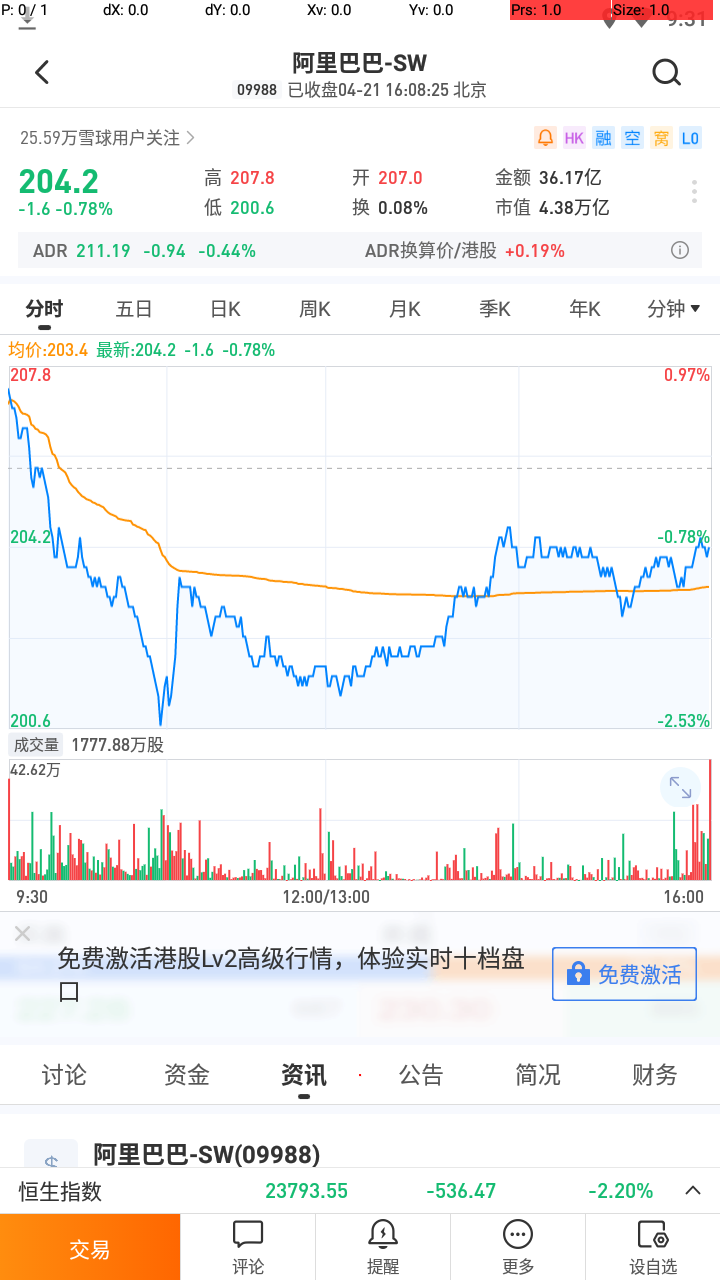 P: 0 / 1 dX: 0.0 dY: 0.0 Xv: 0.0 Yv: 0.0 Prs: 1.0 Size: 1.0
9:31
阿里巴巴-SW
09988 已收盘04-21 16:08:25 北京
25.59万雪球用户关注
HK 融 空 窝 L0
204.2
-1.6 -0.78%
高 207.8 开 207.0 金额 36.17亿
低 200.6 换 0.08% 市值 4.38万亿
ADR 211.19 -0.94 -0.44% ADR换算价/港股 +0.19%
分时 五日 日K 周K 月K 季K 年K 分钟
均价:203.4 最新:204.2 -1.6 -0.78%
207.8 0.97%
204.2 -0.78%
200.6 -2.53%
成交量 1777.88万股
42.62万
9:30 12:00/13:00 16:00
免费激活港股Lv2高级行情，体验实时十档盘
口
免费激活
讨论 资金 资讯 公告 简况 财务
阿里巴巴-SW(09988)
恒生指数 23793.55 -536.47 -2.20%
交易 评论 提醒 更多 设自选